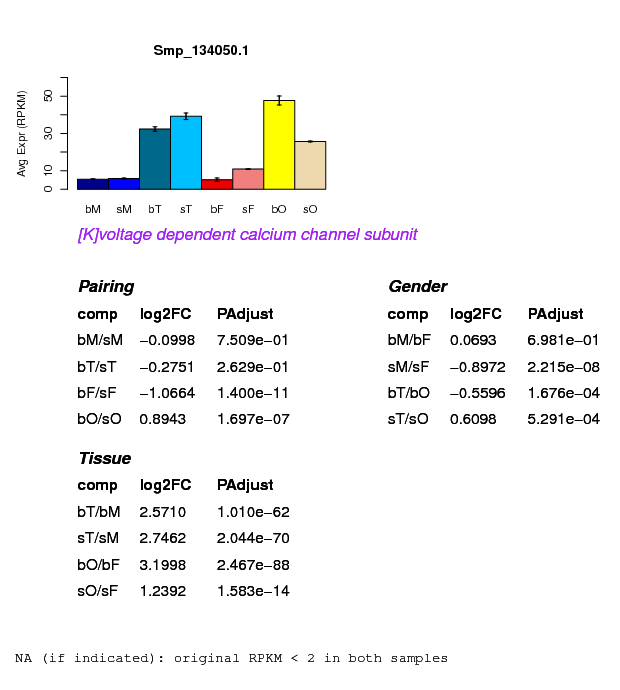 Smp_134050.1
Avg Expr (RPKM)
0 10 30 50
bM sM bT sT bF sF bO sO
[K]voltage dependent calcium channel subunit
Pairing
comp log2FC PAdjust
bM/sM −0.0998 7.509e−01
bT/sT −0.2751 2.629e−01
bF/sF −1.0664 1.400e−11
bO/sO 0.8943 1.697e−07
Gender
comp log2FC PAdjust
bM/bF 0.0693 6.981e−01
sM/sF −0.8972 2.215e−08
bT/bO −0.5596 1.676e−04
sT/sO 0.6098 5.291e−04
Tissue
comp log2FC PAdjust
bT/bM 2.5710 1.010e−62
sT/sM 2.7462 2.044e−70
bO/bF 3.1998 2.467e−88
sO/sF 1.2392 1.583e−14
NA (if indicated): original RPKM < 2 in both samples